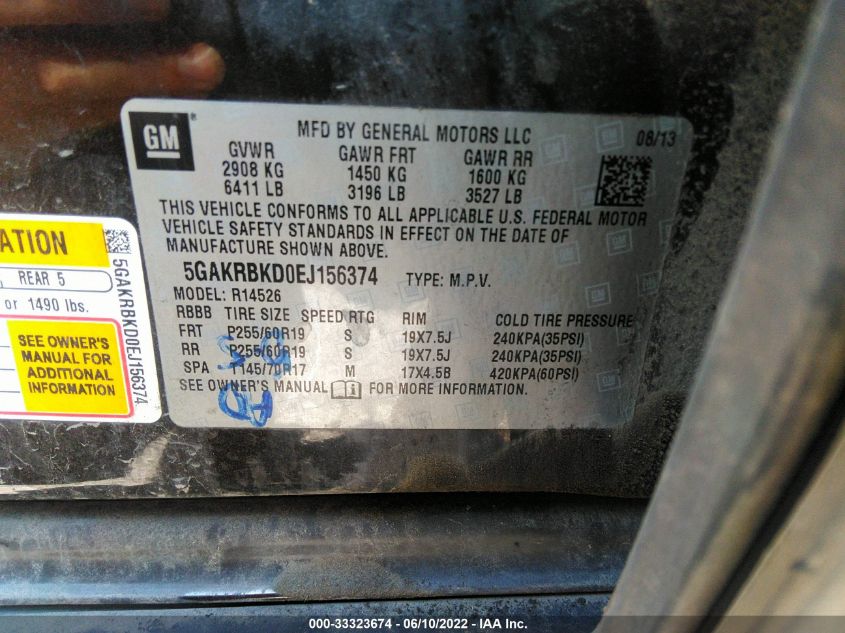 GM
MFD BY GENERAL MOTORS LLC
08/13
GVWR GAWR FRT GAWR RR
2908 KG 1450 KG 1600 KG
6411 LB 3196 LB 3527 LB
THIS VEHICLE CONFORMS TO ALL APPLICABLE U.S. FEDERAL MOTOR
VEHICLE SAFETY STANDARDS IN EFFECT ON THE DATE OF
MANUFACTURE SHOWN ABOVE.
5GAKRBKD0EJ156374 TYPE: M.P.V.
MODEL: R14526
RBBB TIRE SIZE SPEED RTG RIM COLD TIRE PRESSURE
FRT P255/60R19 S 19X7.5J 240KPA(35PSI)
RR P255/60R19 S 19X7.5J 240KPA(35PSI)
SPA T145/70R17 M 17X4.5B 420KPA(60PSI)
SEE OWNER'S MANUAL FOR MORE INFORMATION.
ATION
REAR 5
or 1490 lbs.
SEE OWNER'S
MANUAL FOR
ADDITIONAL
INFORMATION
5GAKRBKD0EJ156374
000-33323674 - 06/10/2022 - IAA Inc.